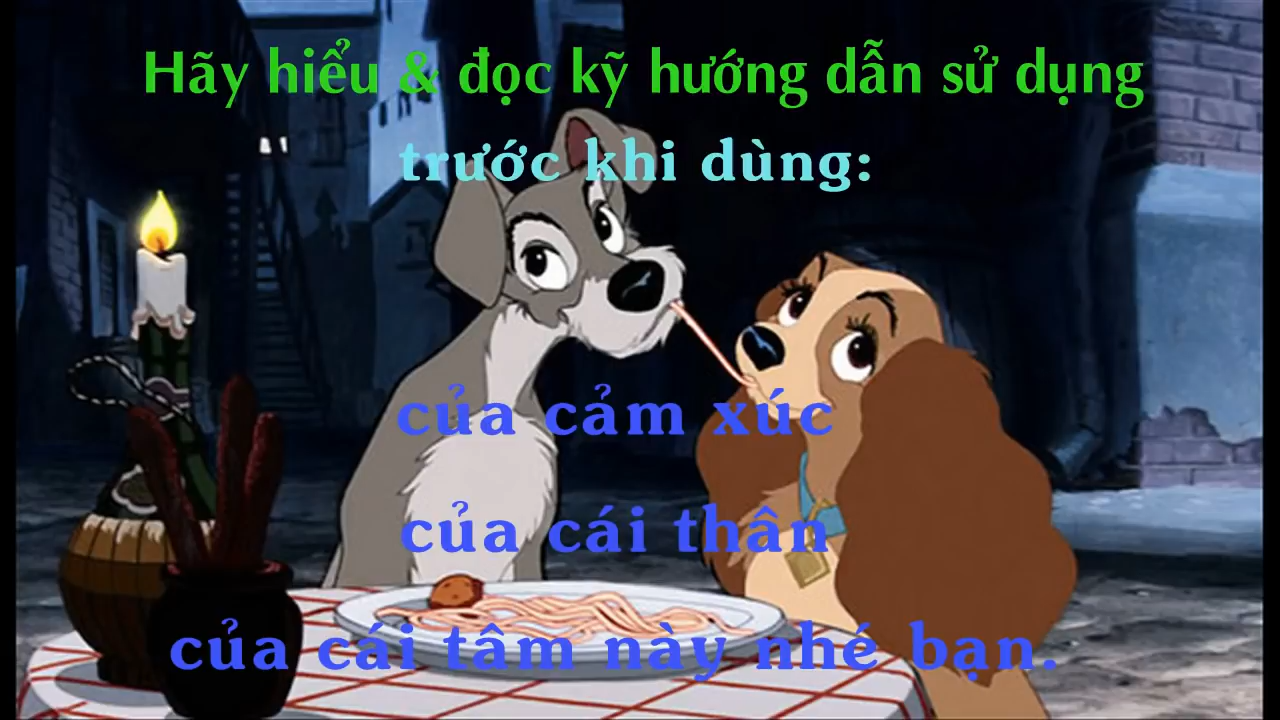 Hãy hiểu & đọc kỹ hướng dẫn sử dụng
trước khi dùng:
của cảm xúc
của cái thân
của cái tâm này nhé bạn.